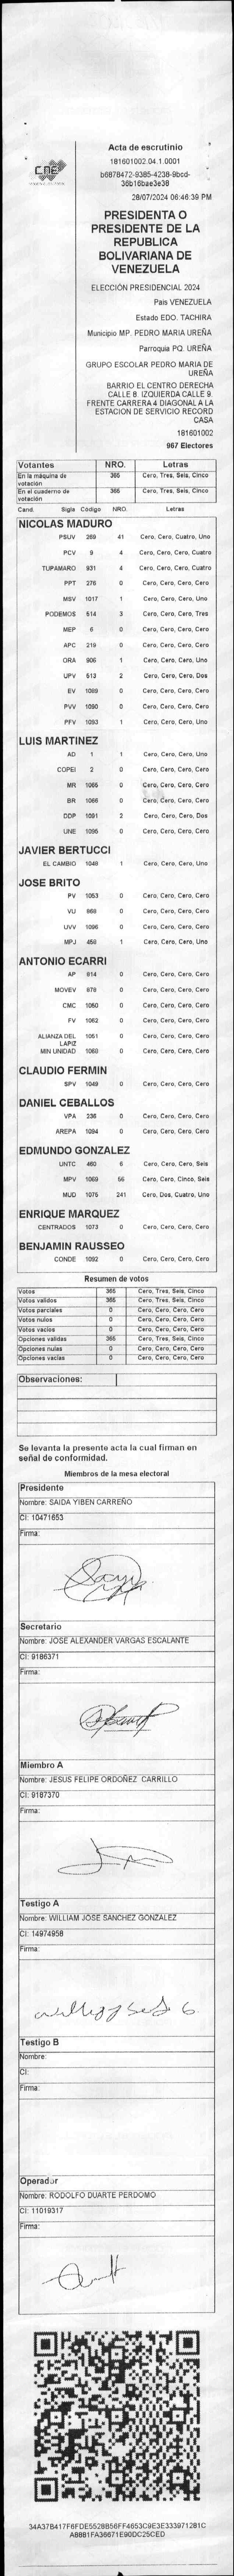 CNE
Acta de escrutinio
181601002.04.1.0001
b6878472-9385-4238-9bcd-
36b16bae3e38
28/07/2024 06:46:39 PM
PRESIDENTA O
PRESIDENTE DE LA
REPUBLICA
BOLIVARIANA DE
VENEZUELA
ELECCIÓN PRESIDENCIAL 2024
País VENEZUELA
Estado EDO. TACHIRA
Municipio MP. PEDRO MARIA UREÑA
Parroquia PQ. UREÑA
GRUPO ESCOLAR PEDRO MARIA DE
UREÑA
BARRIO EL CENTRO DERECHA
CALLE 8. IZQUIERDA CALLE 9.
FRENTE CARRERA 4 DIAGONAL A LA
ESTACION DE SERVICIO RECORD
CASA
181601002
967 Electores
Votantes NRO. Letras
En la máquina de votación 365 Cero, Tres, Seis, Cinco
En el cuaderno de votación 365 Cero, Tres, Seis, Cinco
Cand. Sigla Código NRO. Letras
NICOLAS MADURO
PSUV 269 41 Cero, Cero, Cuatro, Uno
PCV 9 4 Cero, Cero, Cero, Cuatro
TUPAMARO 931 4 Cero, Cero, Cero, Cuatro
PPT 276 0 Cero, Cero, Cero, Cero
MSV 1017 1 Cero, Cero, Cero, Uno
PODEMOS 514 3 Cero, Cero, Cero, Tres
MEP 6 0 Cero, Cero, Cero, Cero
APC 219 0 Cero, Cero, Cero, Cero
ORA 906 1 Cero, Cero, Cero, Uno
UPV 513 2 Cero, Cero, Cero, Dos
EV 1089 0 Cero, Cero, Cero, Cero
PVV 1090 0 Cero, Cero, Cero, Cero
PFV 1093 1 Cero, Cero, Cero, Uno
LUIS MARTINEZ
AD 1 1 Cero, Cero, Cero, Uno
COPEI 2 0 Cero, Cero, Cero, Cero
MR 1065 0 Cero, Cero, Cero, Cero
BR 1066 0 Cero, Cero, Cero, Cero
DDP 1091 2 Cero, Cero, Cero, Dos
UNE 1095 0 Cero, Cero, Cero, Cero
JAVIER BERTUCCI
EL CAMBIO 1048 1 Cero, Cero, Cero, Uno
JOSE BRITO
PV 1053 0 Cero, Cero, Cero, Cero
VU 868 0 Cero, Cero, Cero, Cero
UVV 1096 0 Cero, Cero, Cero, Cero
MPJ 458 1 Cero, Cero, Cero, Uno
ANTONIO ECARRI
AP 914 0 Cero, Cero, Cero, Cero
MOVEV 879 0 Cero, Cero, Cero, Cero
CMC 1050 0 Cero, Cero, Cero, Cero
FV 1062 0 Cero, Cero, Cero, Cero
ALIANZA DEL LAPIZ 1051 0 Cero, Cero, Cero, Cero
MIN UNIDAD 1060 0 Cero, Cero, Cero, Cero
CLAUDIO FERMIN
SPV 1049 0 Cero, Cero, Cero, Cero
DANIEL CEBALLOS
VPA 236 0 Cero, Cero, Cero, Cero
AREPA 1094 0 Cero, Cero, Cero, Cero
EDMUNDO GONZALEZ
UNTC 460 6 Cero, Cero, Cero, Seis
MPV 1069 56 Cero, Cero, Cinco, Seis
MUD 1075 241 Cero, Dos, Cuatro, Uno
ENRIQUE MARQUEZ
CENTRADOS 1073 0 Cero, Cero, Cero, Cero
BENJAMIN RAUSSEO
CONDE 1092 0 Cero, Cero, Cero, Cero
Resumen de votos
Votos 365 Cero, Tres, Seis, Cinco
Votos validos 365 Cero, Tres, Seis, Cinco
Votos parciales 0 Cero, Cero, Cero, Cero
Votos nulos 0 Cero, Cero, Cero, Cero
Votos vacios 0 Cero, Cero, Cero, Cero
Opciones validas 365 Cero, Tres, Seis, Cinco
Opciones nulas 0 Cero, Cero, Cero, Cero
Opciones vacias 0 Cero, Cero, Cero, Cero
Observaciones:
Se levanta la presente acta la cual firman en
señal de conformidad.
Miembros de la mesa electoral
Presidente
Nombre: SAIDA YIBEN CARREÑO
CI: 10471653
Firma:
Secretario
Nombre: JOSE ALEXANDER VARGAS ESCALANTE
CI: 9186371
Firma:
Miembro A
Nombre: JESUS FELIPE ORDOÑEZ CARRILLO
CI: 9187370
Firma:
Testigo A
Nombre: WILLIAM JOSE SANCHEZ GONZALEZ
CI: 14974958
Firma:
Testigo B
Nombre:
CI:
Firma:
Operador
Nombre: RODOLFO DUARTE PERDOMO
CI: 11019317
Firma:
34A37B417F6FDE5528B56FF4653C9E3E333971281C
AB8B1FA36671E90DC25CED